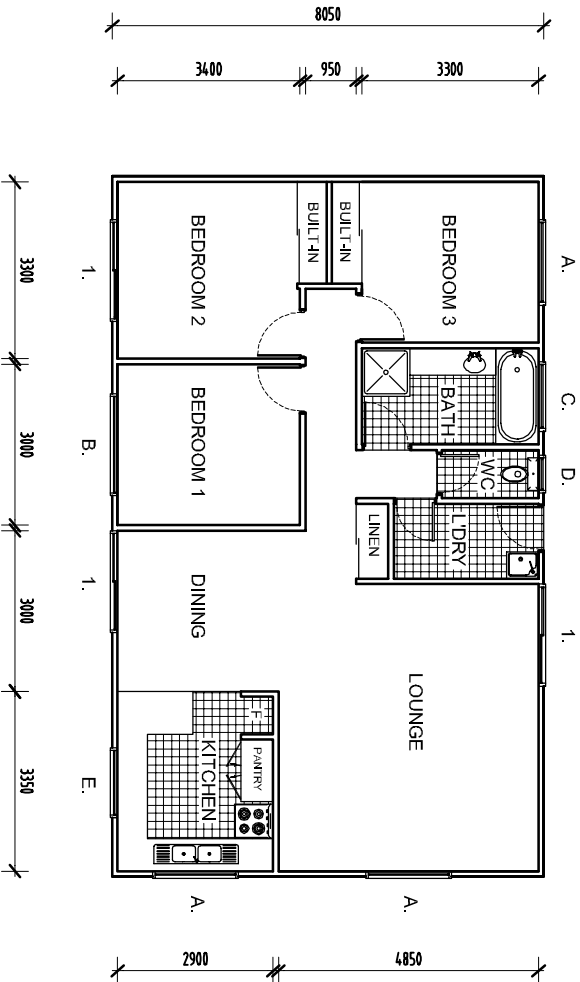 8050
3400
950
3300
3300
3000
3000
3350
1.
B.
1.
E.
A.
C.
D.
1.
BEDROOM 2
BUILT-IN
BUILT-IN
BEDROOM 3
BEDROOM 1
BATH
WC
L'DRY
LINEN
DINING
LOUNGE
F
PANTRY
KITCHEN
A.
A.
2900
4850